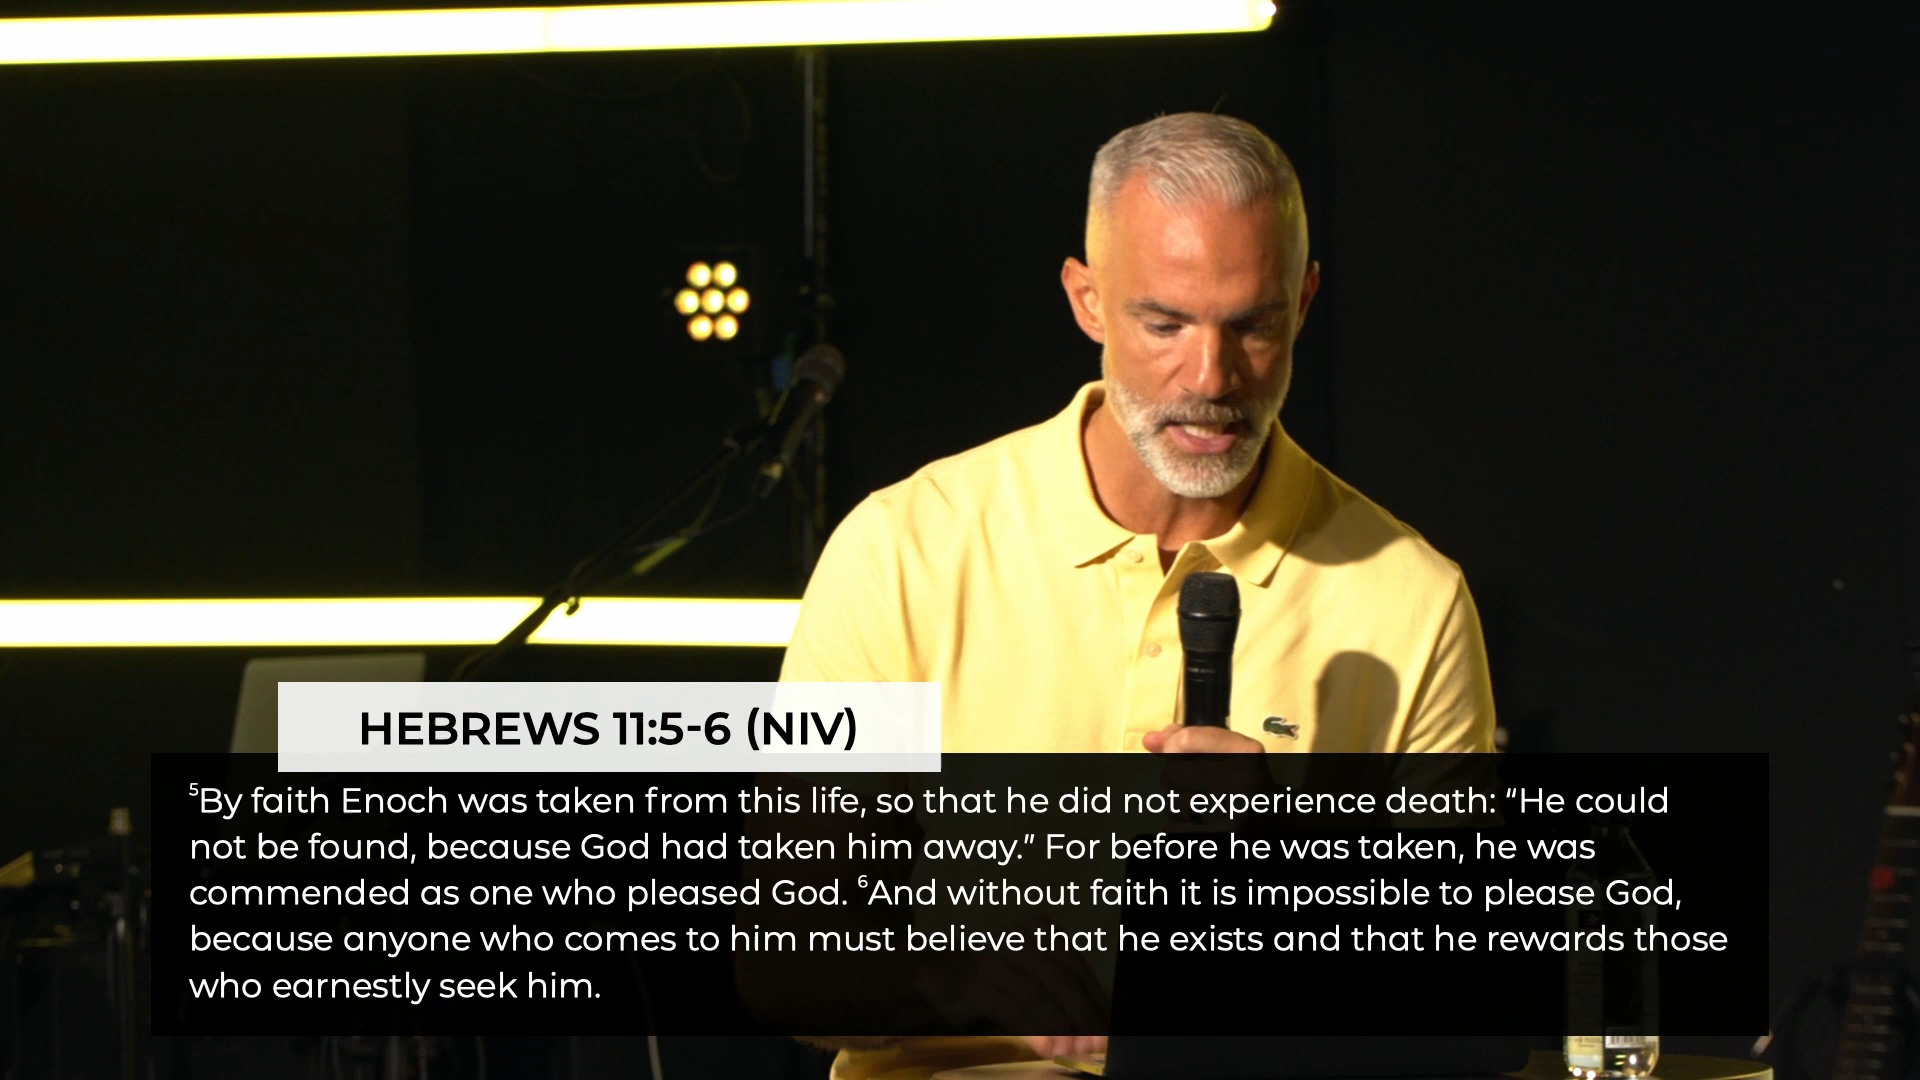 HEBREWS 11:5-6 (NIV)
⁵By faith Enoch was taken from this life, so that he did not experience death: “He could
not be found, because God had taken him away.” For before he was taken, he was
commended as one who pleased God. ⁶And without faith it is impossible to please God,
because anyone who comes to him must believe that he exists and that he rewards those
who earnestly seek him.